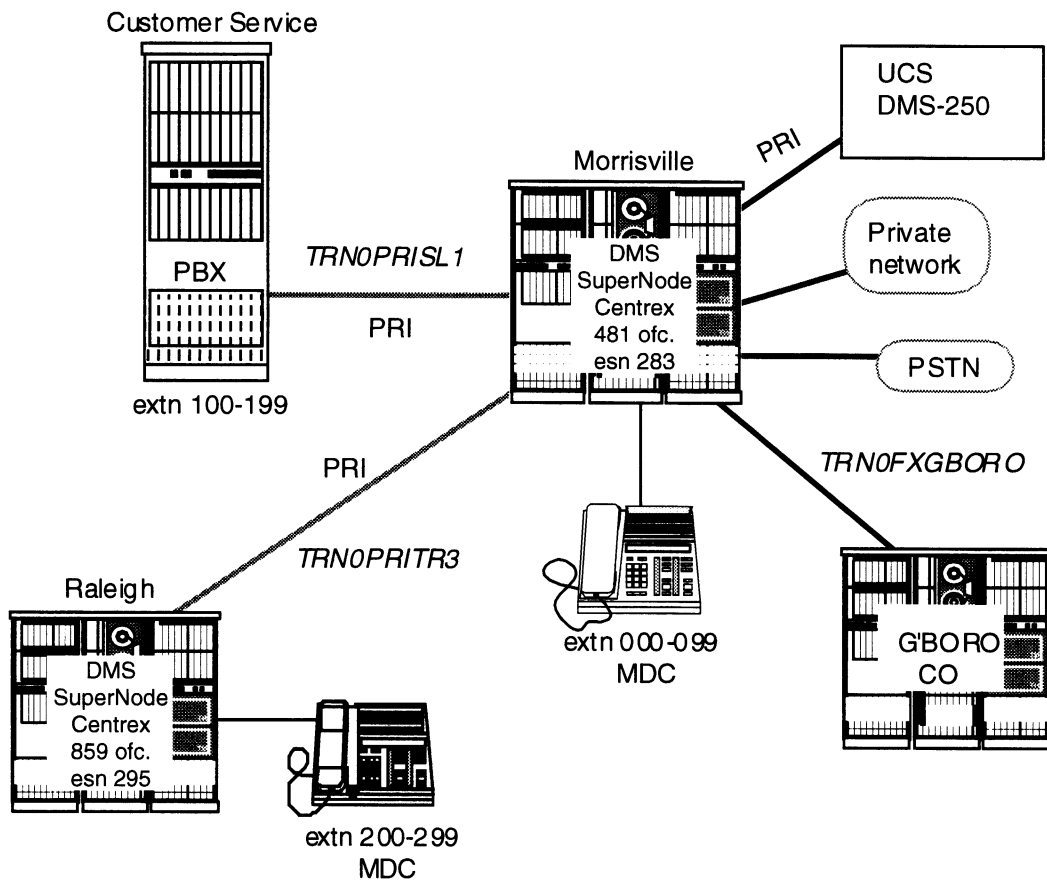 Customer Service
UCS
DMS-250
PRI
Morrisville
Private
network
TRN0PRISL1
PBX
DMS
SuperNode
Centrex
481 ofc.
esn 283
PRI
PSTN
extn 100-199
PRI
TRN0FXGBORO
TRN0PRITR3
Raleigh
extn 000-099
MDC
G'BORO
CO
DMS
SuperNode
Centrex
859 ofc.
esn 295
extn 200-299
MDC